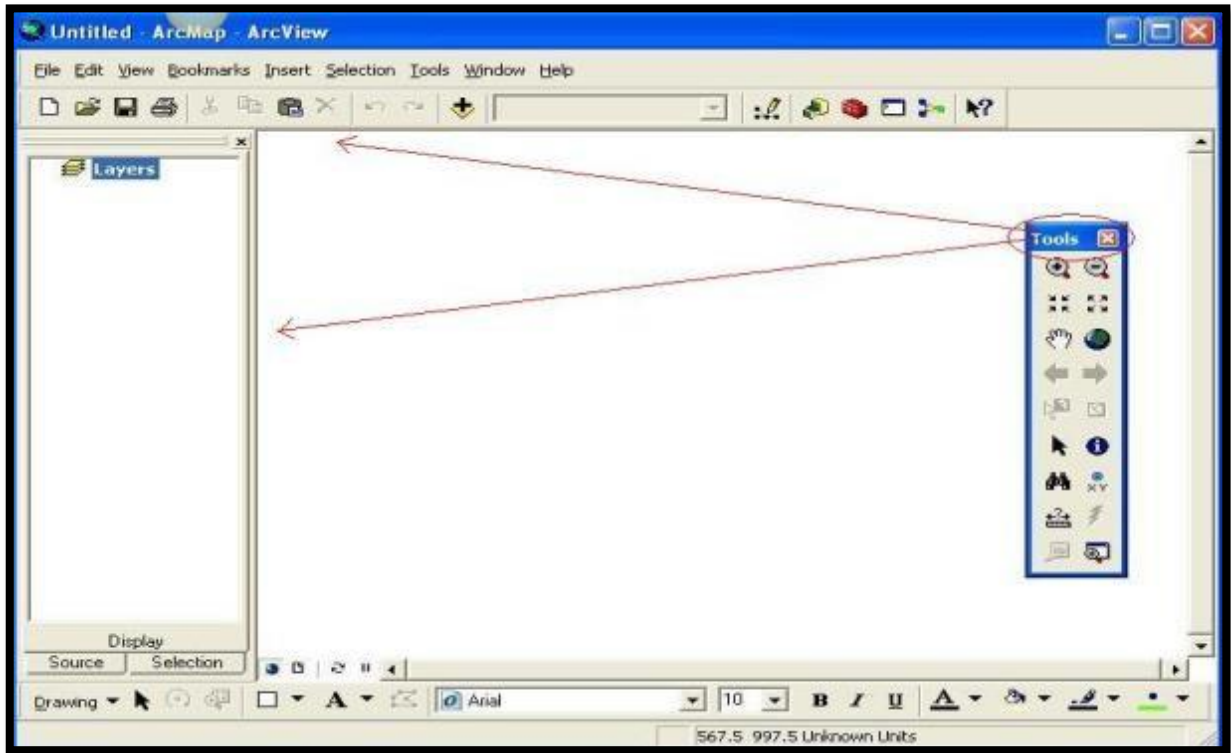 Untitled - ArcMap - ArcView
File Edit View Bookmarks Insert Selection Tools Window Help
Layers
Tools
XY
Display
Source Selection
Drawing A Arial 10 B I U A
567.5 997.5 Unknown Units